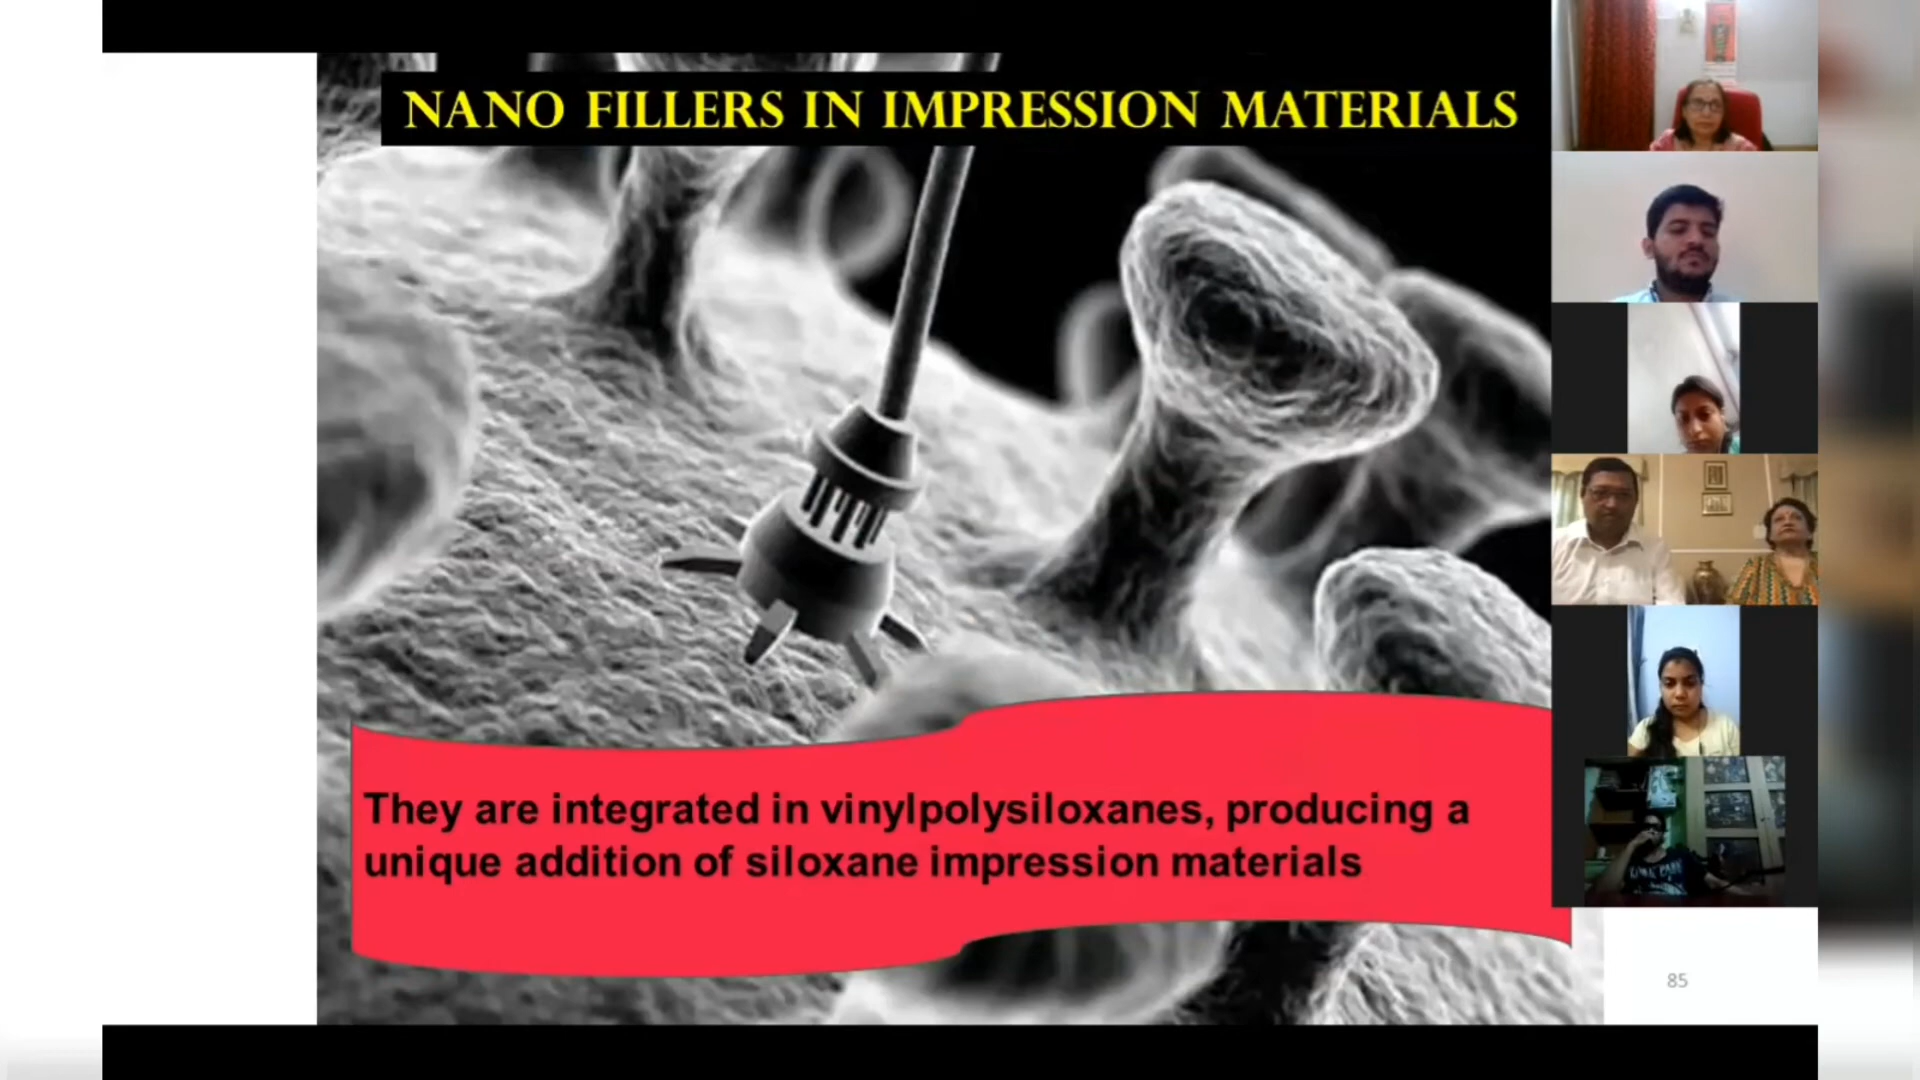 NANO FILLERS IN IMPRESSION MATERIALS
They are integrated in vinylpolysiloxanes, producing a
unique addition of siloxane impression materials
85